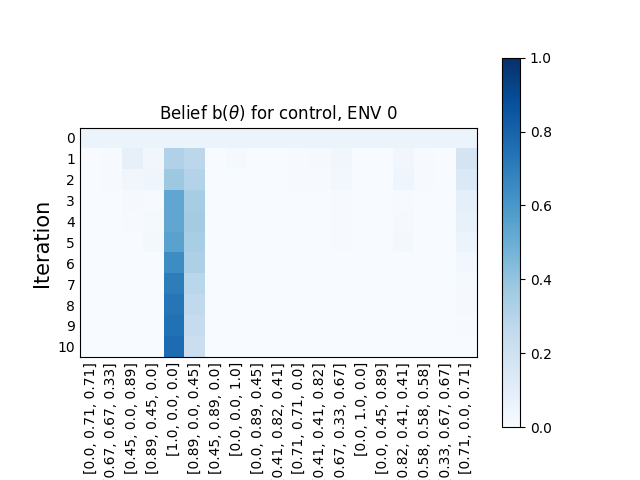 Belief b(θ) for control, ENV 0
Iteration
0
1
2
3
4
5
6
7
8
9
10
[0.0, 0.71, 0.71]
0.67, 0.67, 0.33]
[0.45, 0.0, 0.89]
[0.89, 0.45, 0.0]
[1.0, 0.0, 0.0]
[0.89, 0.0, 0.45]
[0.45, 0.89, 0.0]
[0.0, 0.0, 1.0]
[0.0, 0.89, 0.45]
0.41, 0.82, 0.41]
[0.71, 0.71, 0.0]
0.41, 0.41, 0.82]
0.67, 0.33, 0.67]
[0.0, 1.0, 0.0]
[0.0, 0.45, 0.89]
0.82, 0.41, 0.41]
0.58, 0.58, 0.58]
0.33, 0.67, 0.67]
[0.71, 0.0, 0.71]
1.0
0.8
0.6
0.4
0.2
0.0